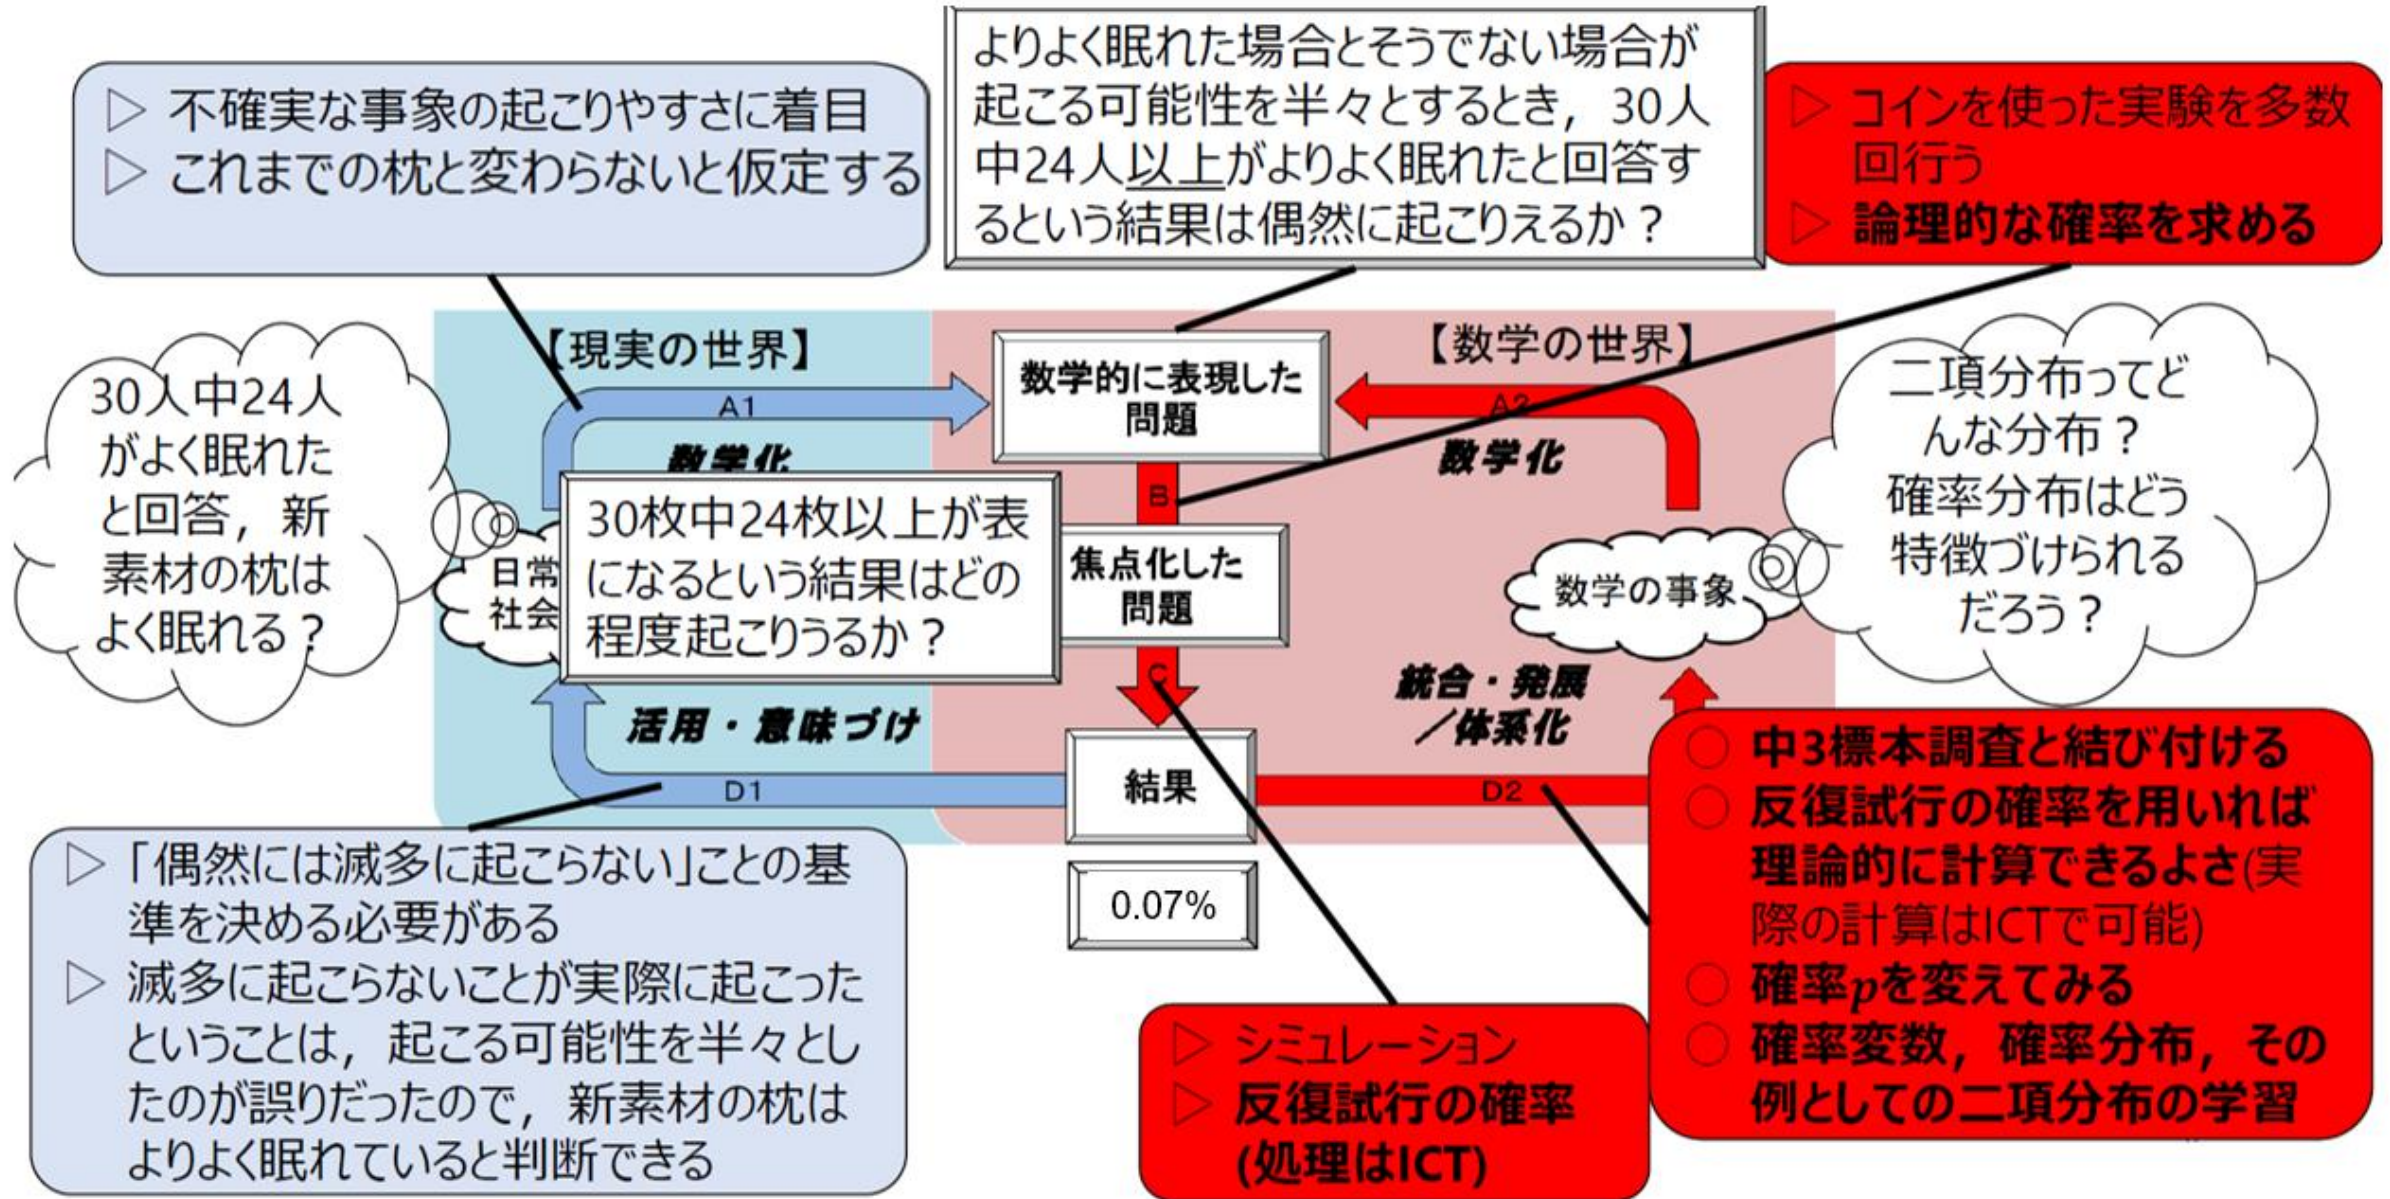 ▷ 不確実な事象の起こりやすさに着目
▷ これまでの枕と変わらないと仮定する
よりよく眠れた場合とそうでない場合が
起こる可能性を半々とするとき，30人
中24人以上がよりよく眠れたと回答す
るという結果は偶然に起こりえるか？
▷ コインを使った実験を多数
回行う
▷ 論理的な確率を求める
【現実の世界】
【数学の世界】
30人中24人
がよく眠れた
と回答，新
素材の枕は
よく眠れる？
A1
数学化
数学的に表現した
問題
A2
数学化
二項分布ってど
んな分布？
確率分布はどう
特徴づけられる
だろう？
B
日常
社会
30枚中24枚以上が表
になるという結果はどの
程度起こりうるか？
焦点化した
問題
数学の事象
C
活用・意味づけ
統合・発展
／体系化
D1
結果
D2
0.07%
▷ 「偶然には滅多に起こらない」ことの基
準を決める必要がある
▷ 滅多に起こらないことが実際に起こった
ということは，起こる可能性を半々とし
たのが誤りだったので，新素材の枕は
よりよく眠れていると判断できる
▷ シミュレーション
▷ 反復試行の確率
(処理はICT)
○ 中3標本調査と結び付ける
○ 反復試行の確率を用いれば
理論的に計算できるよさ(実
際の計算はICTで可能)
○ 確率pを変えてみる
○ 確率変数，確率分布，その
例としての二項分布の学習